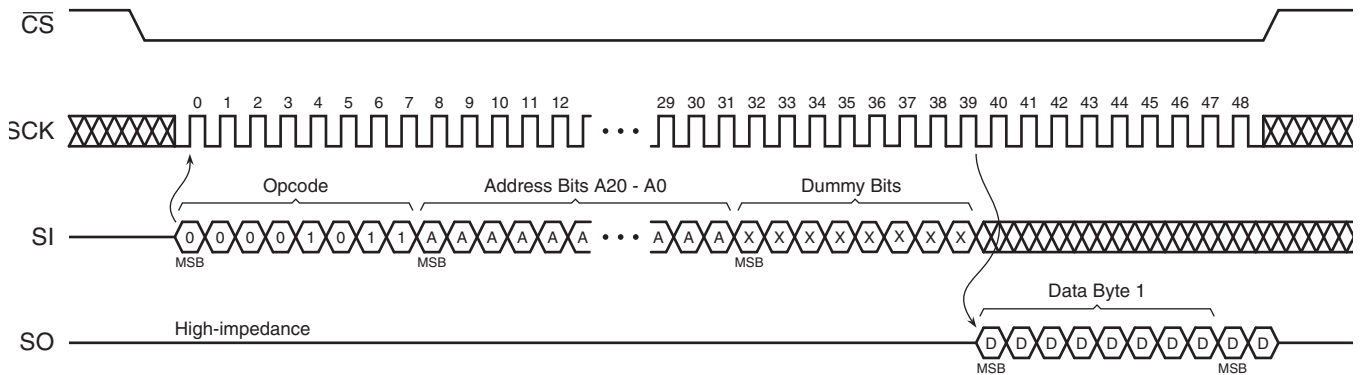 CS
0 1 2 3 4 5 6 7 8 9 10 11 12 29 30 31 32 33 34 35 36 37 38 39 40 41 42 43 44 45 46 47 48
SCK
Opcode Address Bits A20 - A0 Dummy Bits
SI 0 0 0 0 1 0 1 1 A A A A A A A A A X X X X X X X X
MSB MSB MSB
Data Byte 1
High-impedance
SO D D D D D D D D D D
MSB MSB